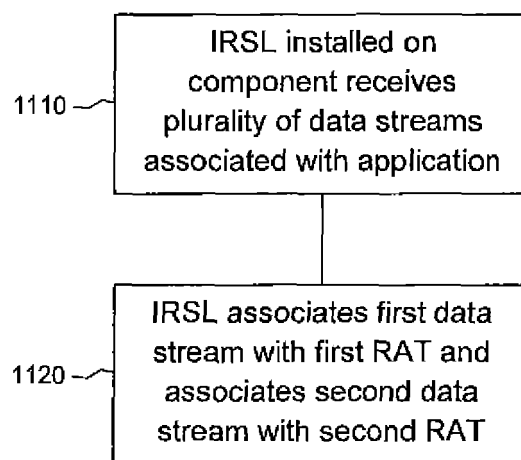 IRSL installed on
component receives
plurality of data streams
associated with application
1110
IRSL associates first data
stream with first RAT and
associates second data
stream with second RAT
1120